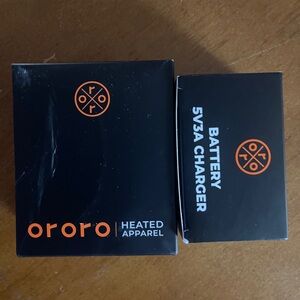 ororo | HEATED
APPAREL
BATTERY
5V3A CHARGER